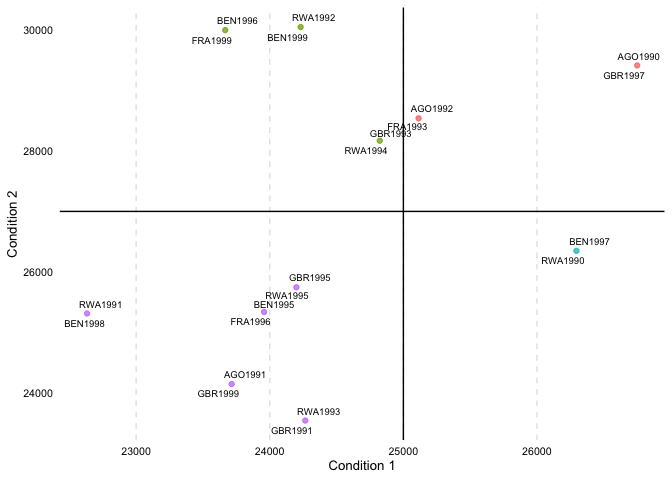 30000
BEN1996
RWA1992
FRA1999
BEN1999
AGO1990
GBR1997
AGO1992
FRA1993
GBR1993
28000
RWA1994
Condition 2
BEN1997
RWA1990
26000
GBR1995
RWA1995
RWA1991
BEN1995
BEN1998
FRA1996
AGO1991
24000
GBR1999
RWA1993
GBR1991
23000
24000
25000
26000
Condition 1